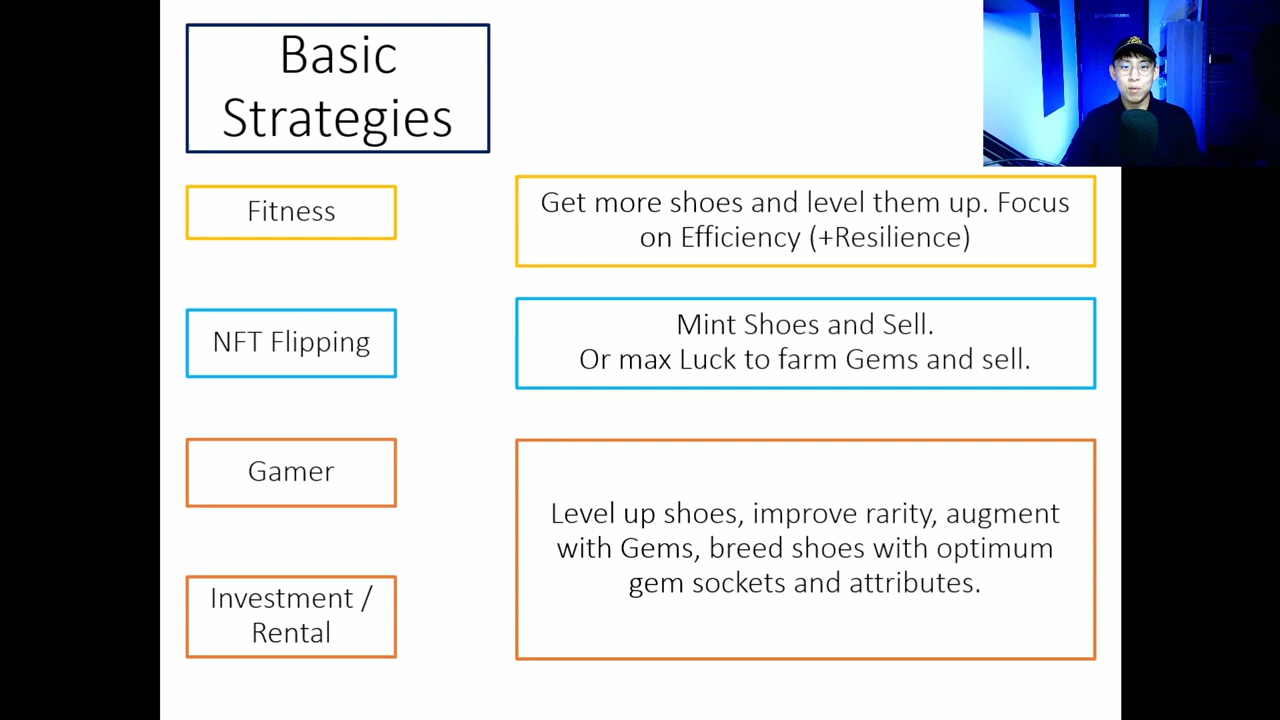 Basic
Strategies
Fitness
Get more shoes and level them up. Focus
on Efficiency (+Resilience)
NFT Flipping
Mint Shoes and Sell.
Or max Luck to farm Gems and sell.
Gamer
Level up shoes, improve rarity, augment
with Gems, breed shoes with optimum
gem sockets and attributes.
Investment /
Rental